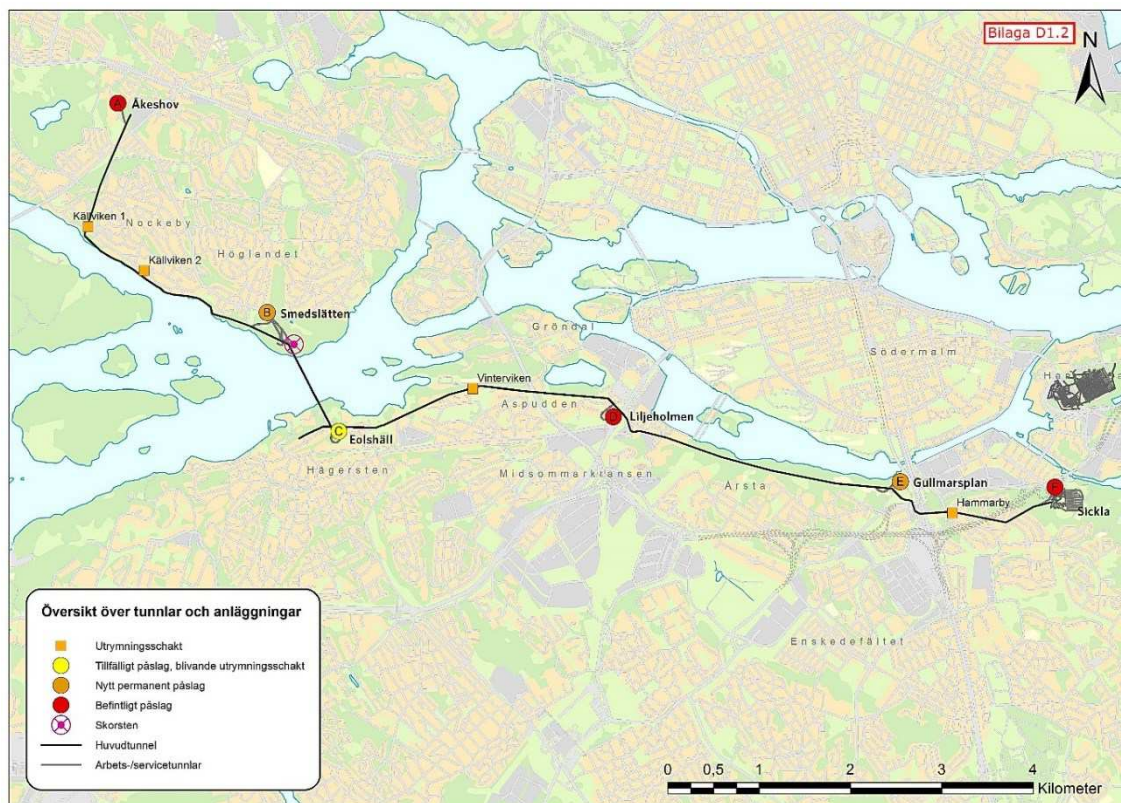 Bilaga D1.2
N
A
Åkeshov
Källviken 1
Nockeby
Källviken 2
Höglandet
B
Smedslätten
Gröndal
Södermalm
Vinterviken
Aspudden
D
Liljeholmen
C
Eolshäll
Hägersten
Midsommarkransen
Årsta
E
Gullmarsplan
F
Hammarby
Sickla
Enskedefältet
Översikt över tunnlar och anläggningar
Utrymningsschakt
Tillfälligt påslag, blivande utrymningsschakt
Nytt permanent påslag
Befintligt påslag
Skorsten
Huvudtunnel
Arbets-/servicetunnlar
0 0,5 1 2 3 4
Kilometer